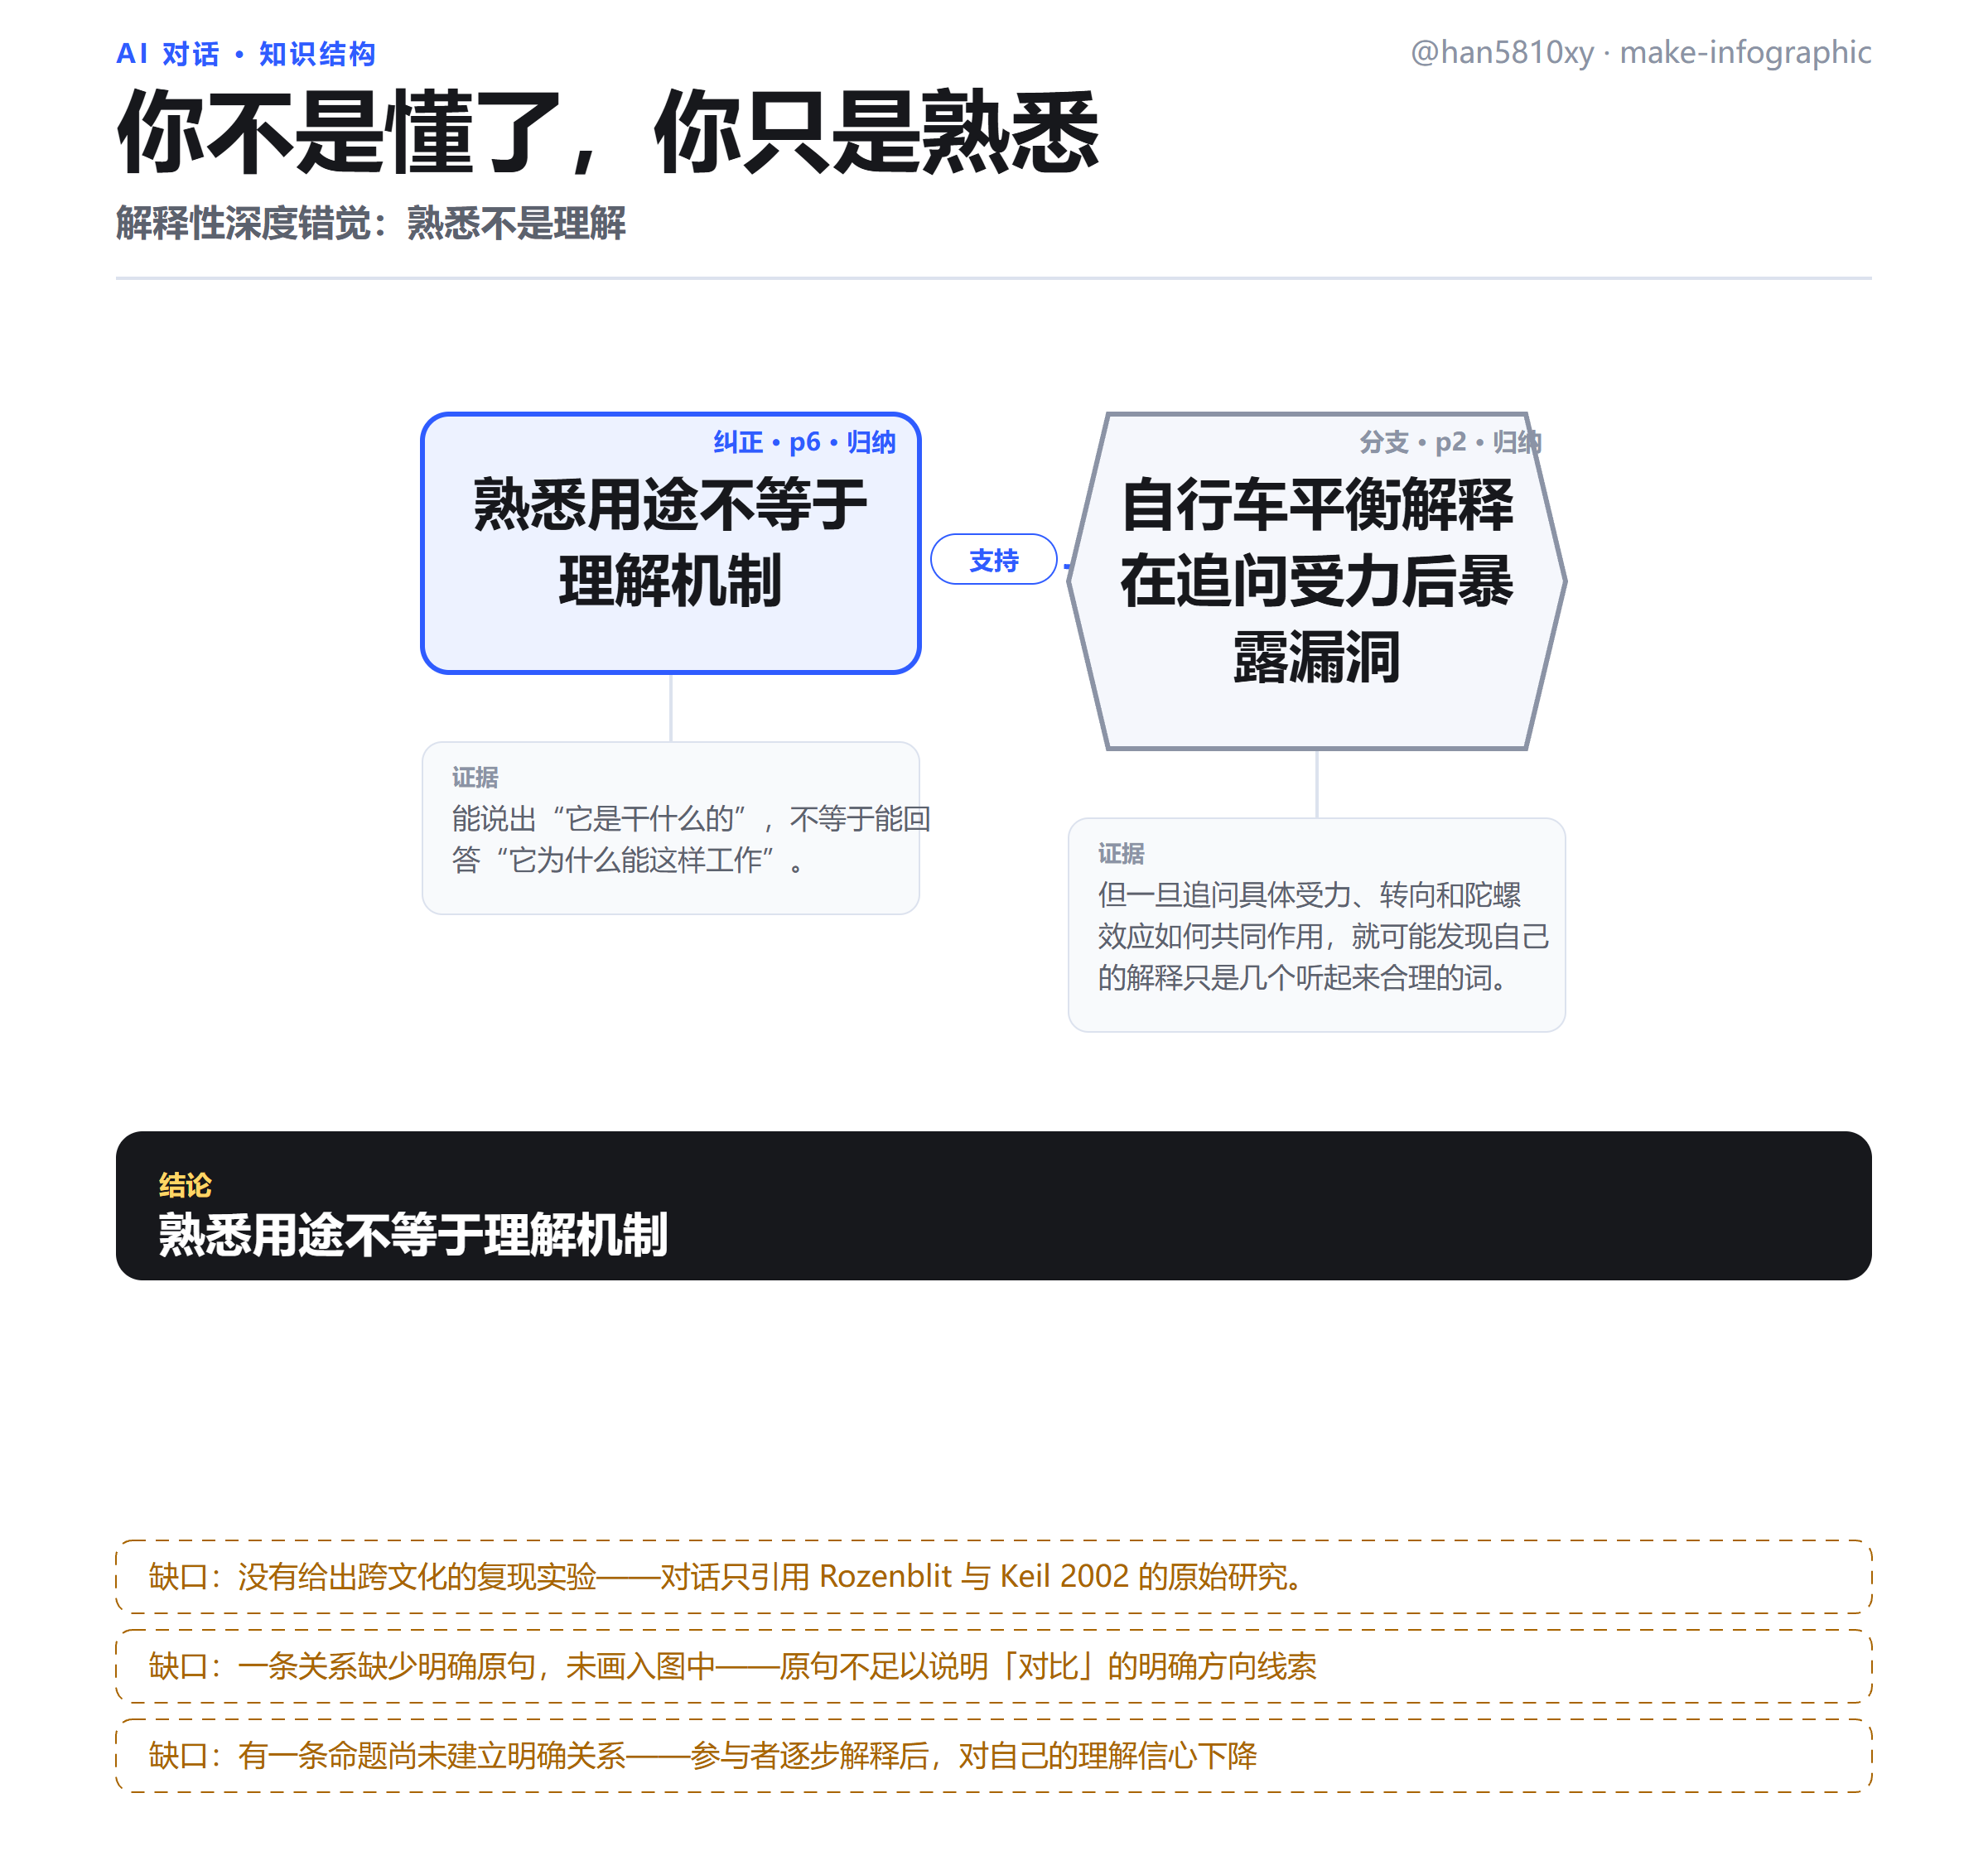 AI 对话 • 知识结构
@han5810xy · make-infographic
你不是懂了，你只是熟悉
解释性深度错觉：熟悉不是理解
纠正 • p6 • 归纳
熟悉用途不等于
理解机制
支持
分支 • p2 • 归纳
自行车平衡解释
在追问受力后暴
露漏洞
证据
能说出“它是干什么的”，不等于能回
答“它为什么能这样工作”。
证据
但一旦追问具体受力、转向和陀螺
效应如何共同作用，就可能发现自己
的解释只是几个听起来合理的词。
结论
熟悉用途不等于理解机制
缺口：没有给出跨文化的复现实验——对话只引用 Rozenblit 与 Keil 2002 的原始研究。
缺口：一条关系缺少明确原句，未画入图中——原句不足以说明「对比」的明确方向线索
缺口：有一条命题尚未建立明确关系——参与者逐步解释后，对自己的理解信心下降